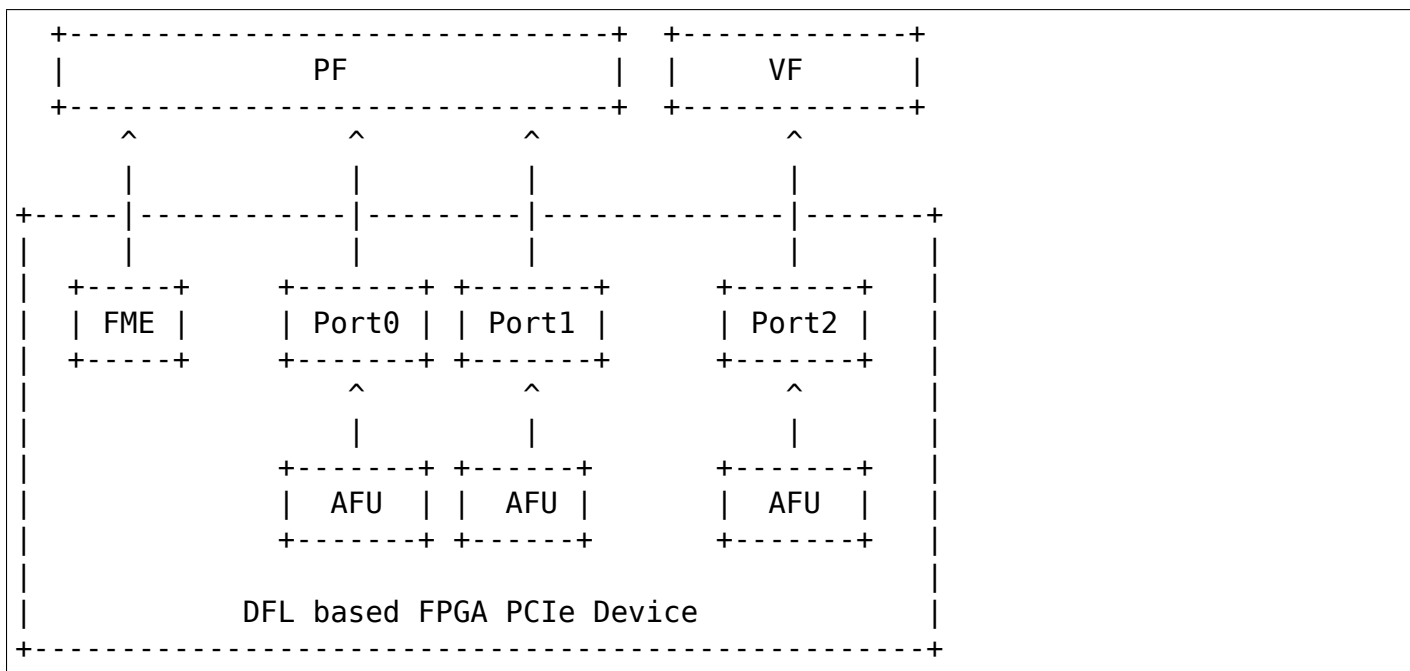 PF VF
FME Port0 Port1 Port2
AFU AFU AFU
DFL based FPGA PCIe Device